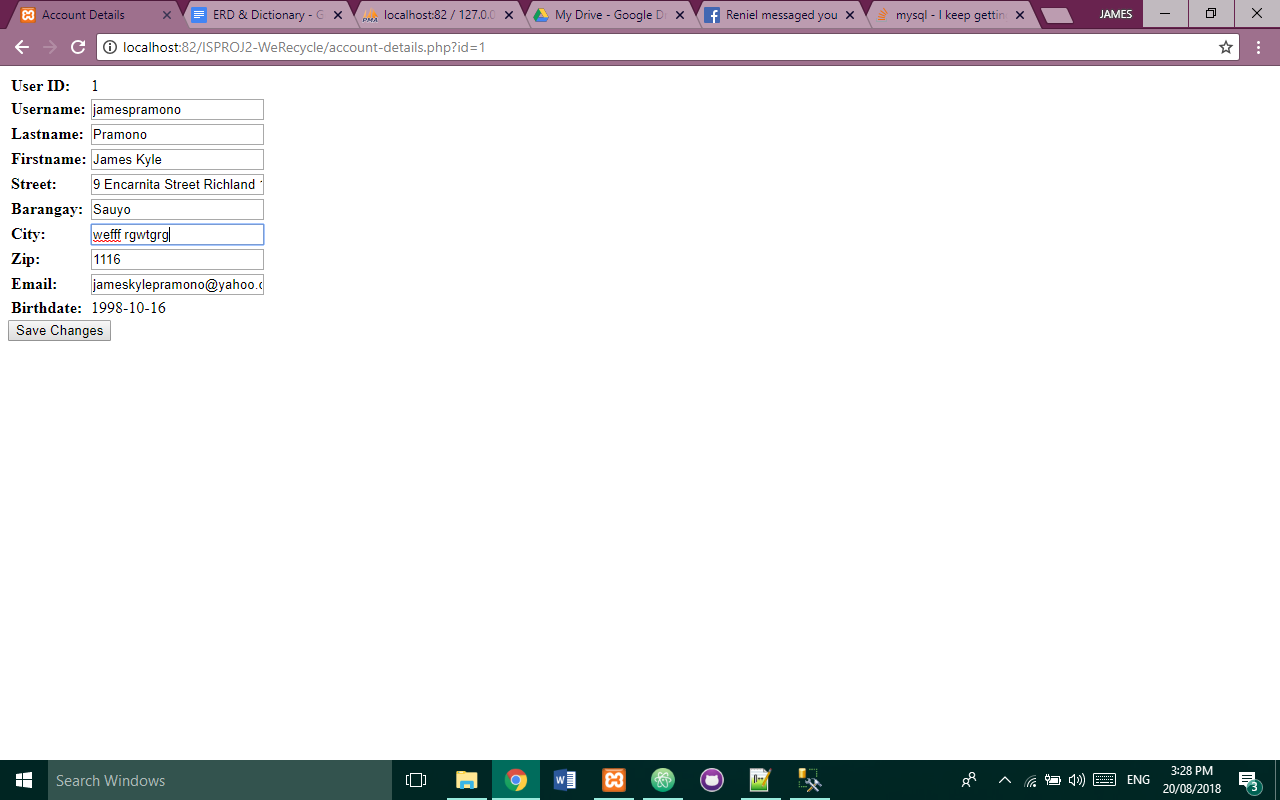 Account Details
ERD & Dictionary - G
localhost:82 / 127.0.0
My Drive - Google D
Reniel messaged you
mysql - I keep gettin
JAMES
localhost:82/ISPROJ2-WeRecycle/account-details.php?id=1
User ID: 1
Username: jamespramono
Lastname: Pramono
Firstname: James Kyle
Street: 9 Encarnita Street Richland
Barangay: Sauyo
City: wefff rgwtgrg
Zip: 1116
Email: jameskylepramono@yahoo.c
Birthdate: 1998-10-16
Save Changes
Search Windows
ENG
3:28 PM
20/08/2018
3